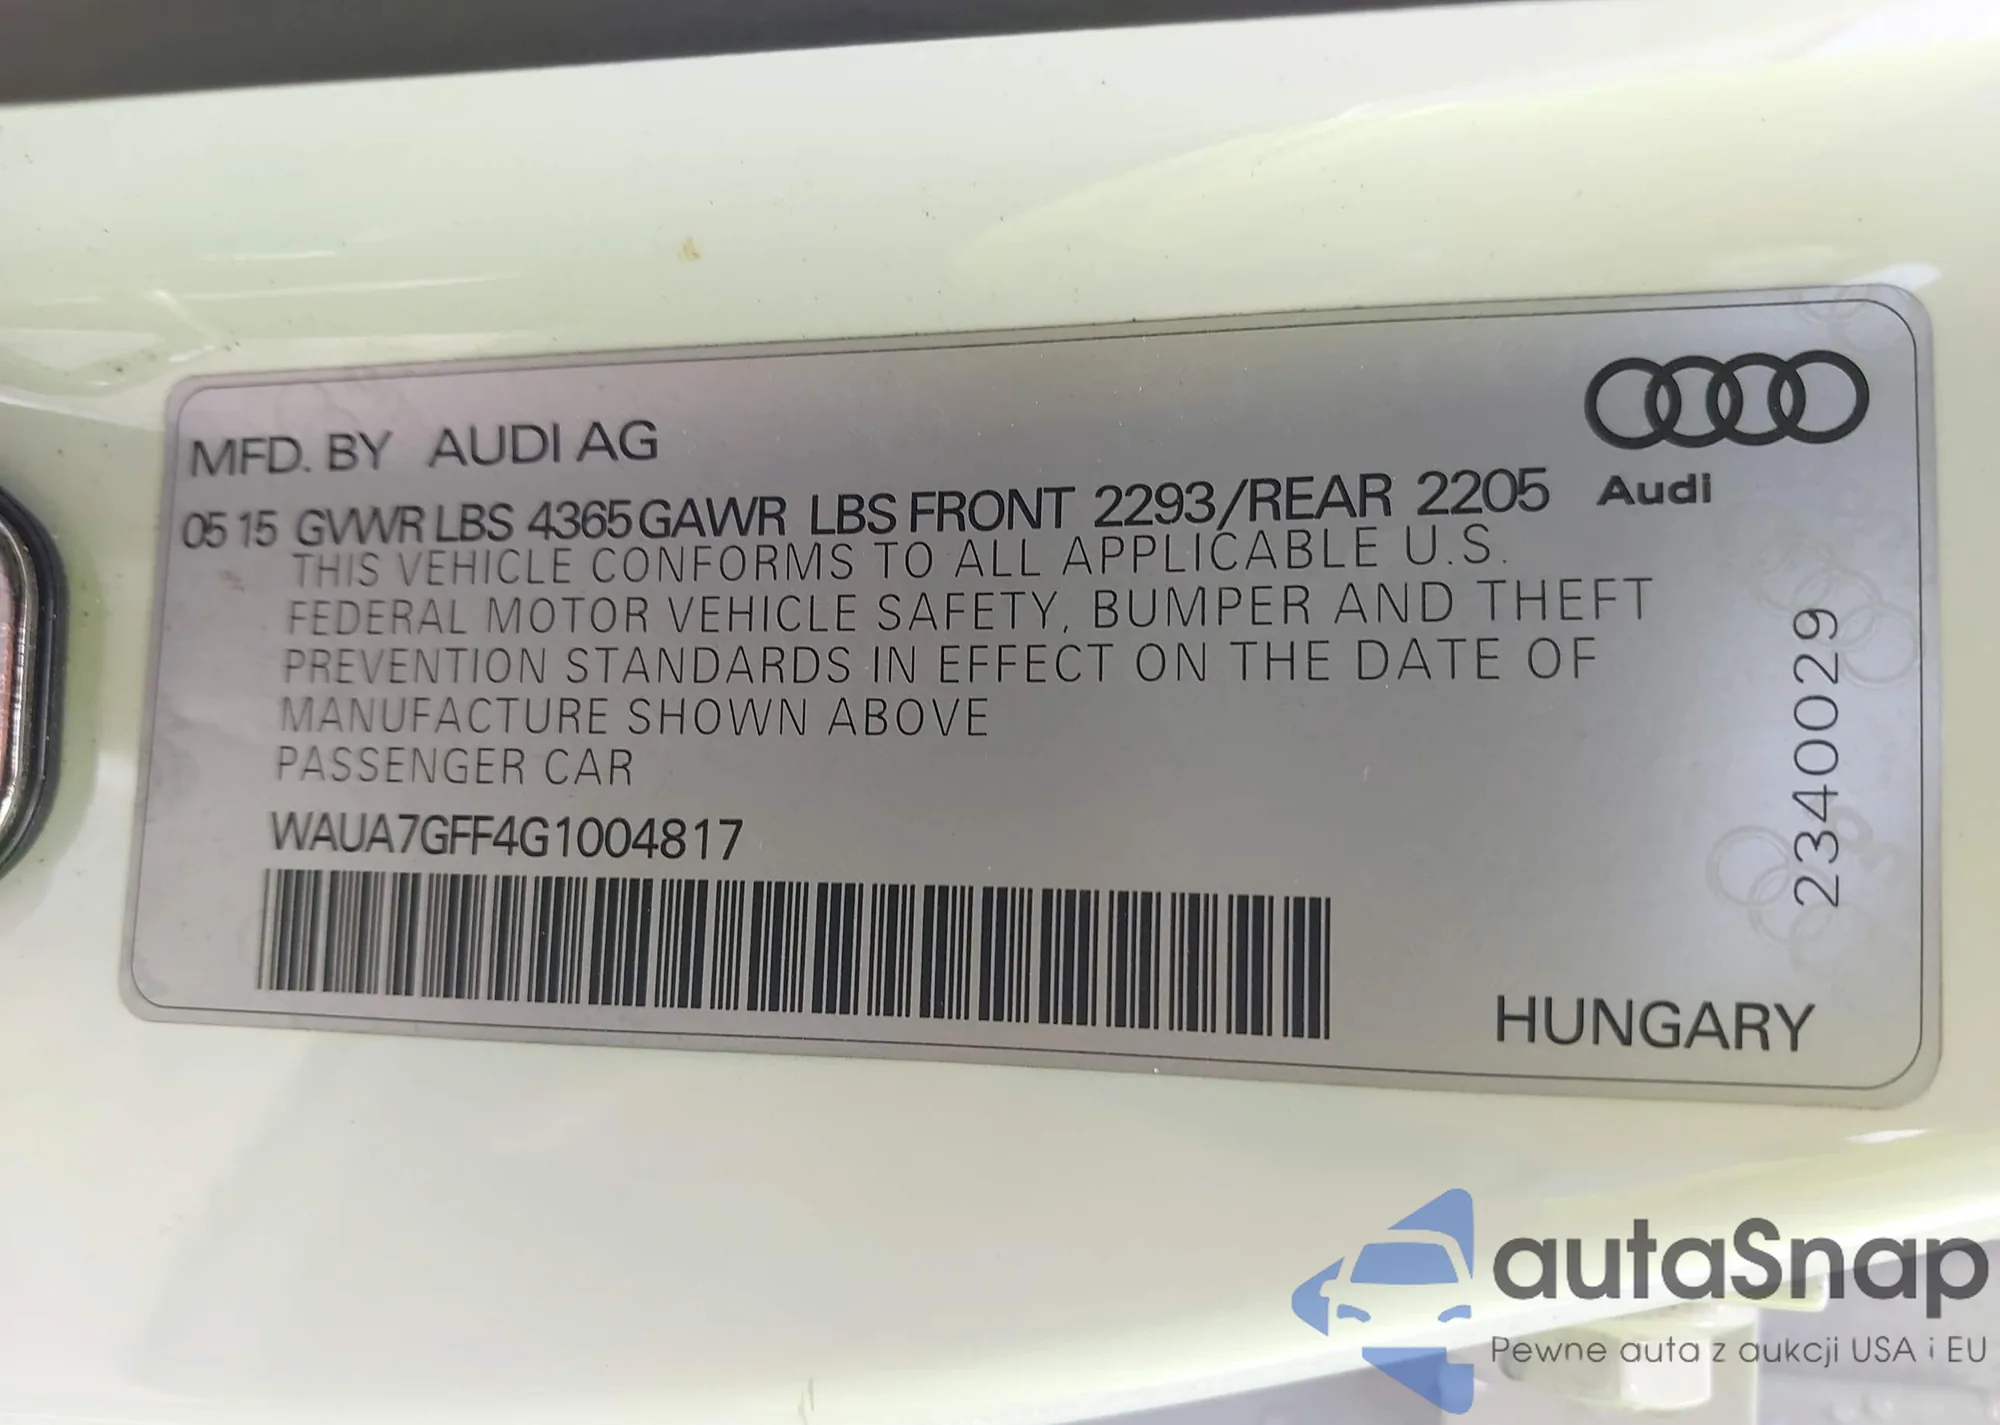 MFD. BY AUDI AG
05 15 GVWR LBS 4365 GAWR LBS FRONT 2293/REAR 2205
Audi
THIS VEHICLE CONFORMS TO ALL APPLICABLE U.S.
FEDERAL MOTOR VEHICLE SAFETY, BUMPER AND THEFT
PREVENTION STANDARDS IN EFFECT ON THE DATE OF
MANUFACTURE SHOWN ABOVE
PASSENGER CAR
WAUA7GFF4G1004817
2340029
HUNGARY
autaSnap
Pewne auta z aukcji USA i EU